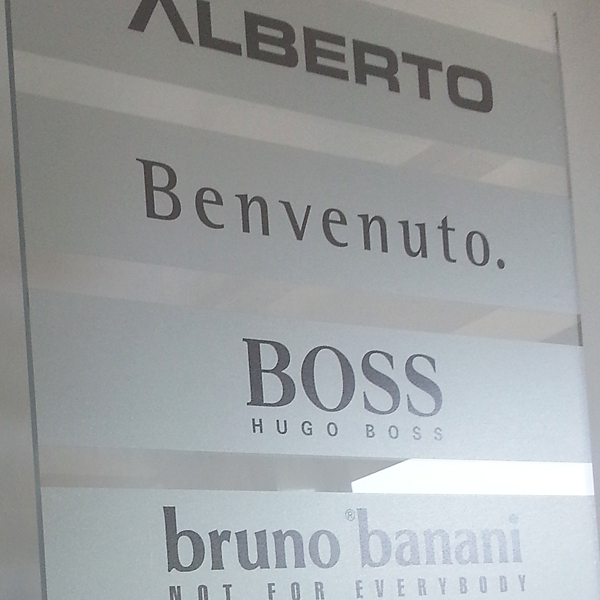 ALBERTO
Benvenuto.
BOSS
HUGO BOSS
bruno® banani
NOT FOR EVERYBODY